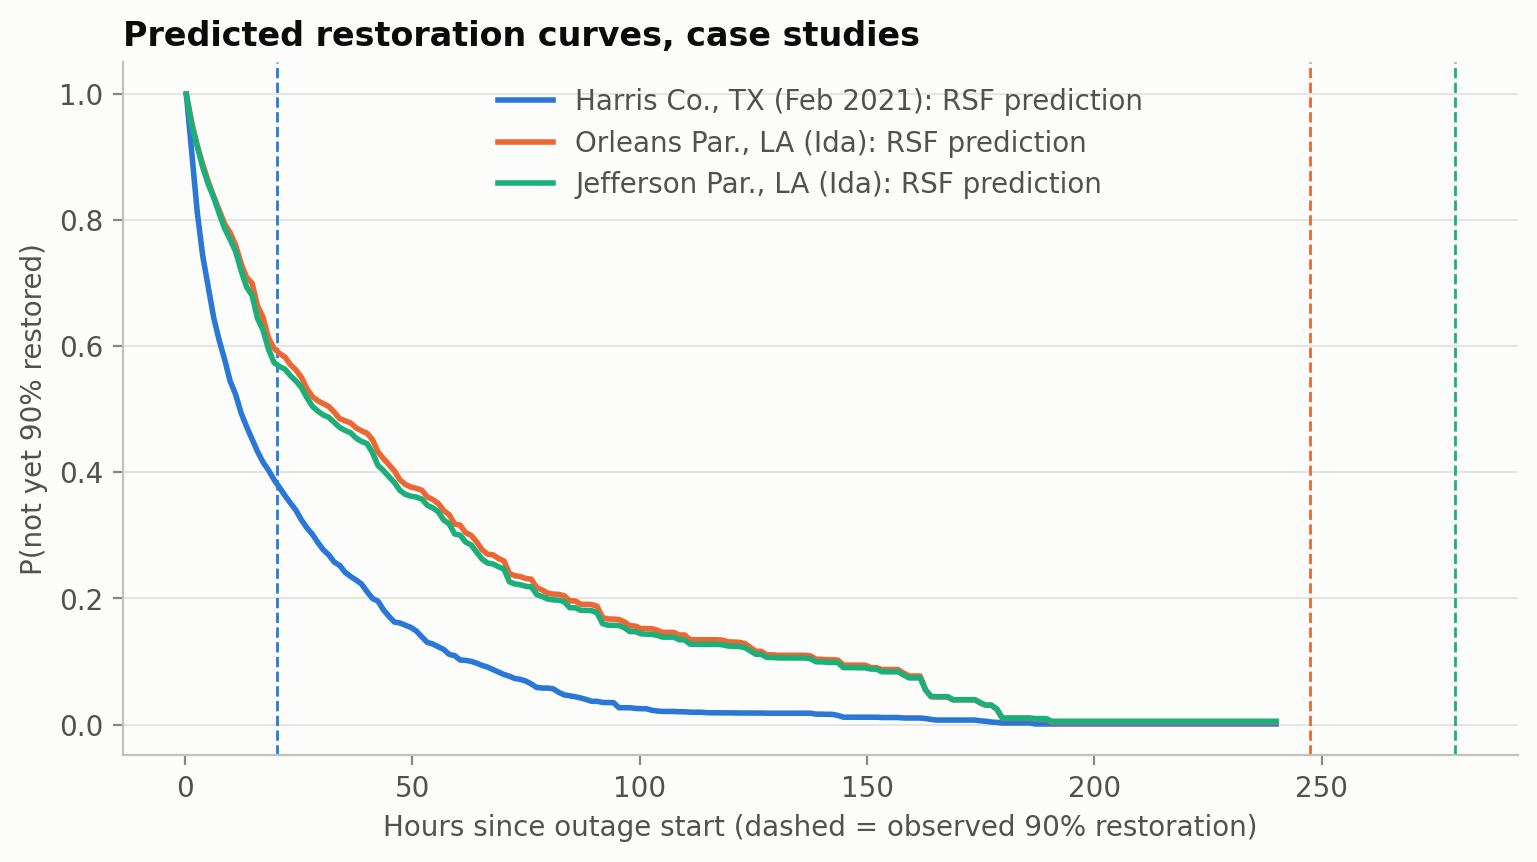 Predicted restoration curves, case studies
Harris Co., TX (Feb 2021): RSF prediction
Orleans Par., LA (Ida): RSF prediction
Jefferson Par., LA (Ida): RSF prediction
P(not yet 90% restored)
1.0
0.8
0.6
0.4
0.2
0.0
0 50 100 150 200 250
Hours since outage start (dashed = observed 90% restoration)